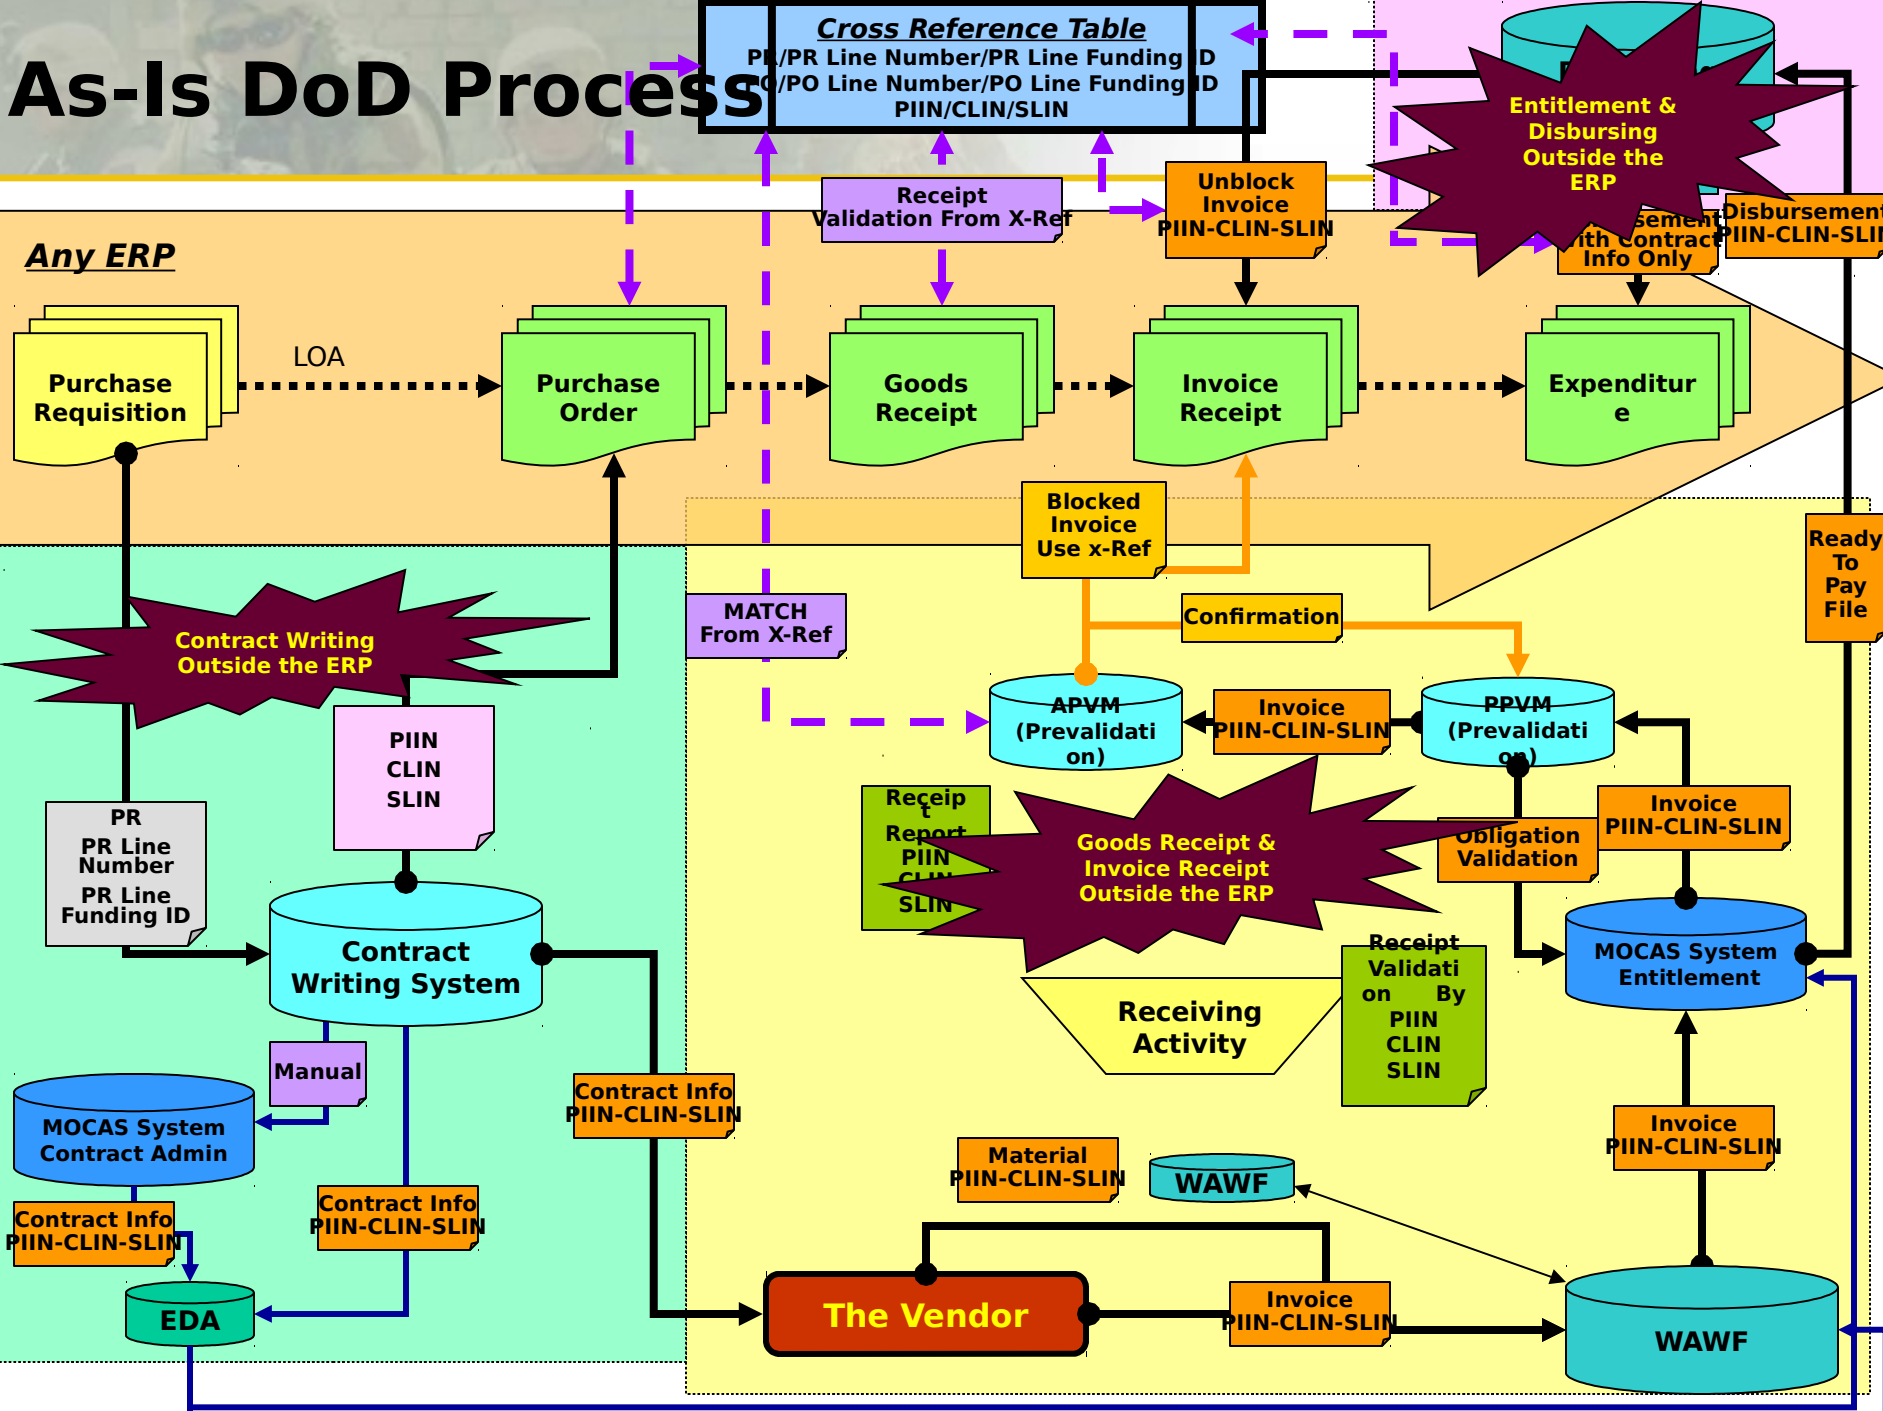 As-Is DoD Process
Cross Reference Table
PR/PR Line Number/PR Line Funding ID
PO/PO Line Number/PO Line Funding ID
PIIN/CLIN/SLIN
Entitlement &
Disbursing
Outside the
ERP
Receipt
Validation From X-Ref
Unblock
Invoice
PIIN-CLIN-SLIN
With Contract
Info Only
Disbursement
PIIN-CLIN-SLIN
Any ERP
LOA
Purchase
Requisition
Purchase
Order
Goods
Receipt
Invoice
Receipt
Expenditur
e
Blocked
Invoice
Use x-Ref
Ready
To
Pay
File
Contract Writing
Outside the ERP
MATCH
From X-Ref
Confirmation
APVM
(Prevalidati
on)
Invoice
PIIN-CLIN-SLIN
PPVM
(Prevalidati
on)
PIIN
CLIN
SLIN
PR
PR Line
Number
PR Line
Funding ID
Receip
t
Report
PIIN
CLIN
SLIN
Goods Receipt &
Invoice Receipt
Outside the ERP
Obligation
Validation
Invoice
PIIN-CLIN-SLIN
Contract
Writing System
MOCAS System
Entitlement
Receipt
Validati
on By
PIIN
CLIN
SLIN
Receiving
Activity
Manual
MOCAS System
Contract Admin
Contract Info
PIIN-CLIN-SLIN
Invoice
PIIN-CLIN-SLIN
Material
PIIN-CLIN-SLIN
WAWF
Contract Info
PIIN-CLIN-SLIN
Contract Info
PIIN-CLIN-SLIN
EDA
The Vendor
Invoice
PIIN-CLIN-SLIN
WAWF